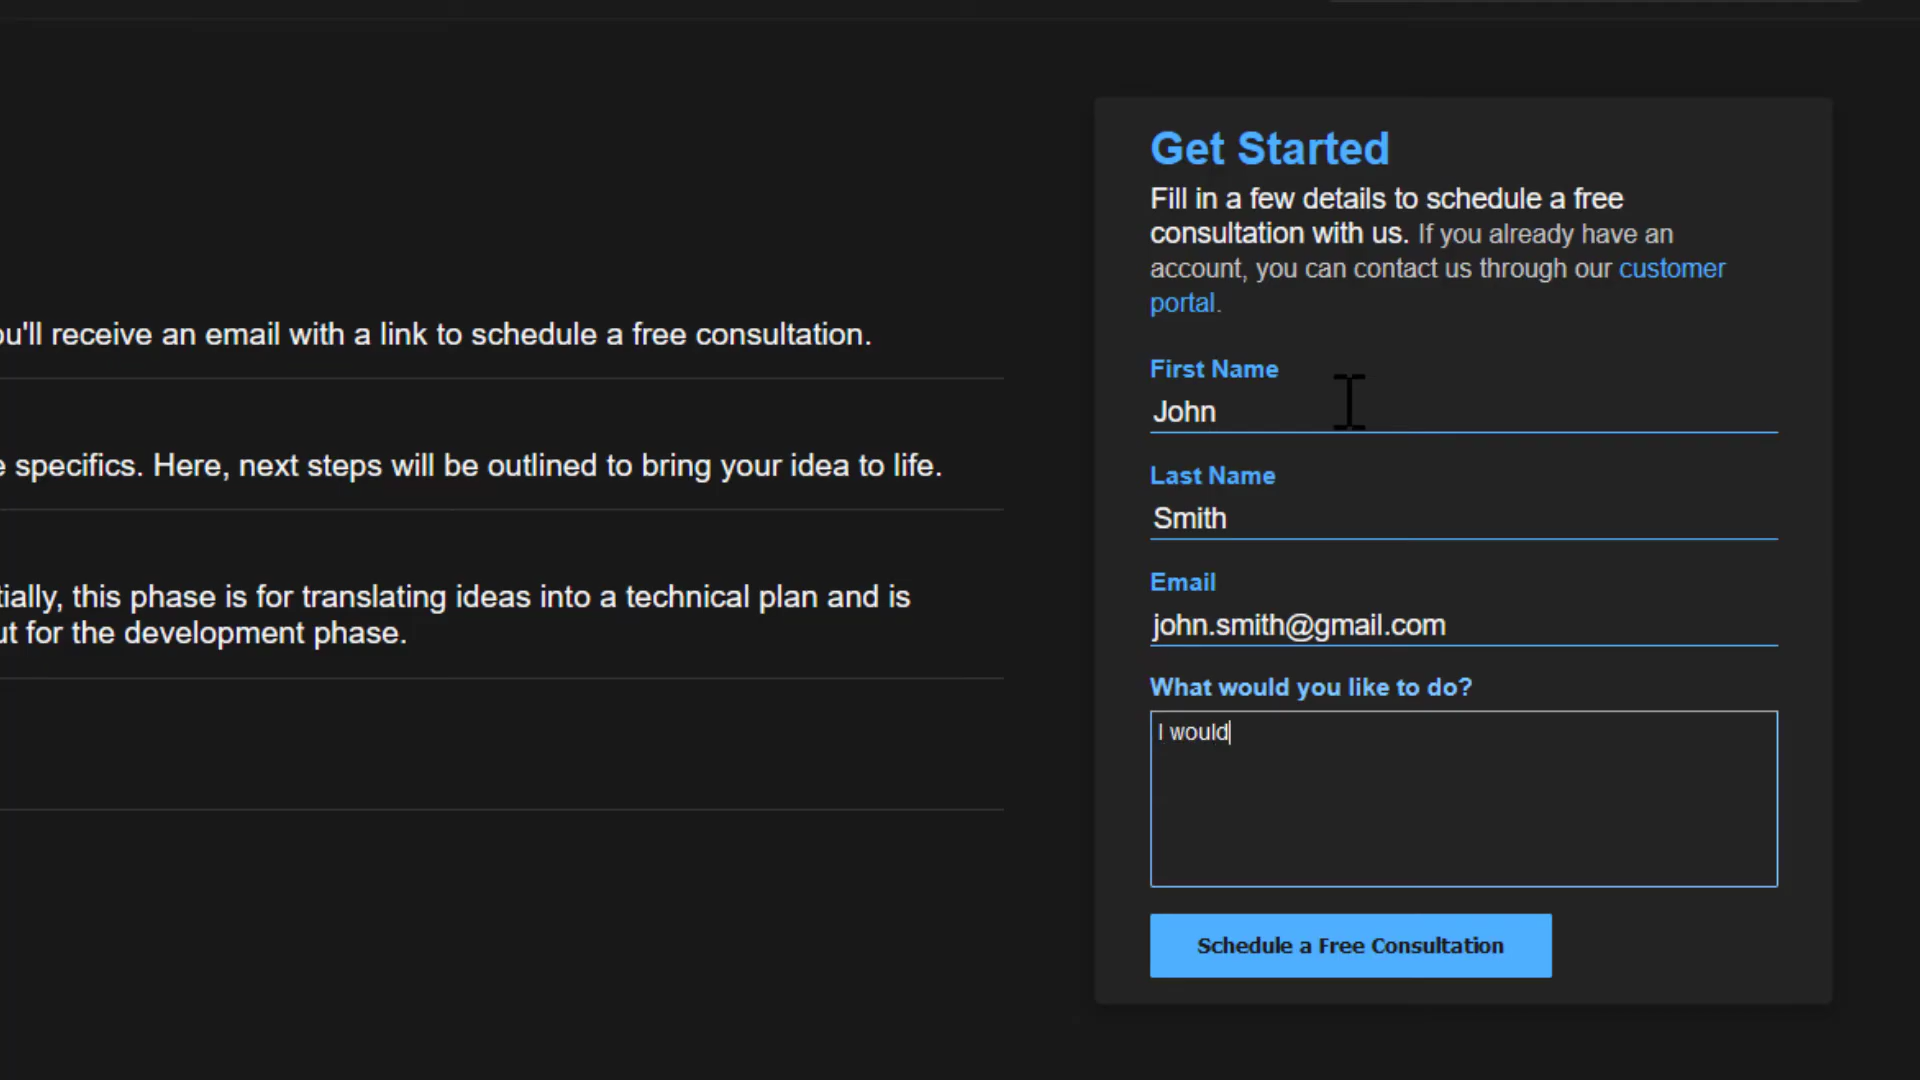 u'll receive an email with a link to schedule a free consultation.
specifics. Here, next steps will be outlined to bring your idea to life.
tially, this phase is for translating ideas into a technical plan and is
ut for the development phase.
Get Started
Fill in a few details to schedule a free
consultation with us. If you already have an
account, you can contact us through our customer
portal.
First Name
John
Last Name
Smith
Email
john.smith@gmail.com
What would you like to do?
I would
Schedule a Free Consultation